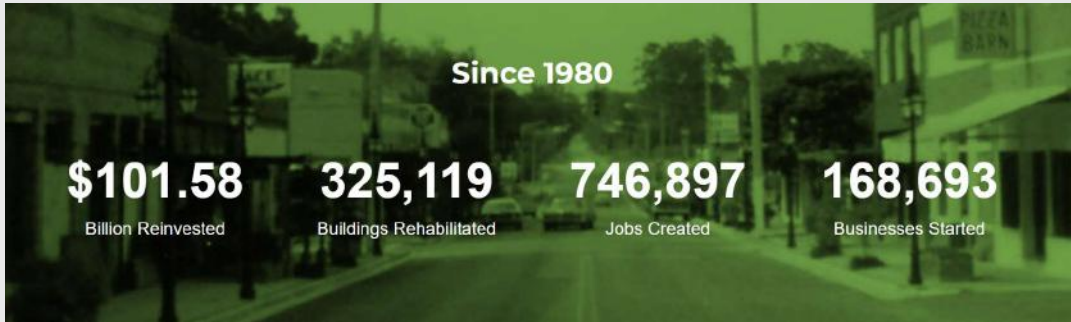 PIZZA
BARN
Since 1980
$101.58
Billion Reinvested
325,119
Buildings Rehabilitated
746,897
Jobs Created
168,693
Businesses Started